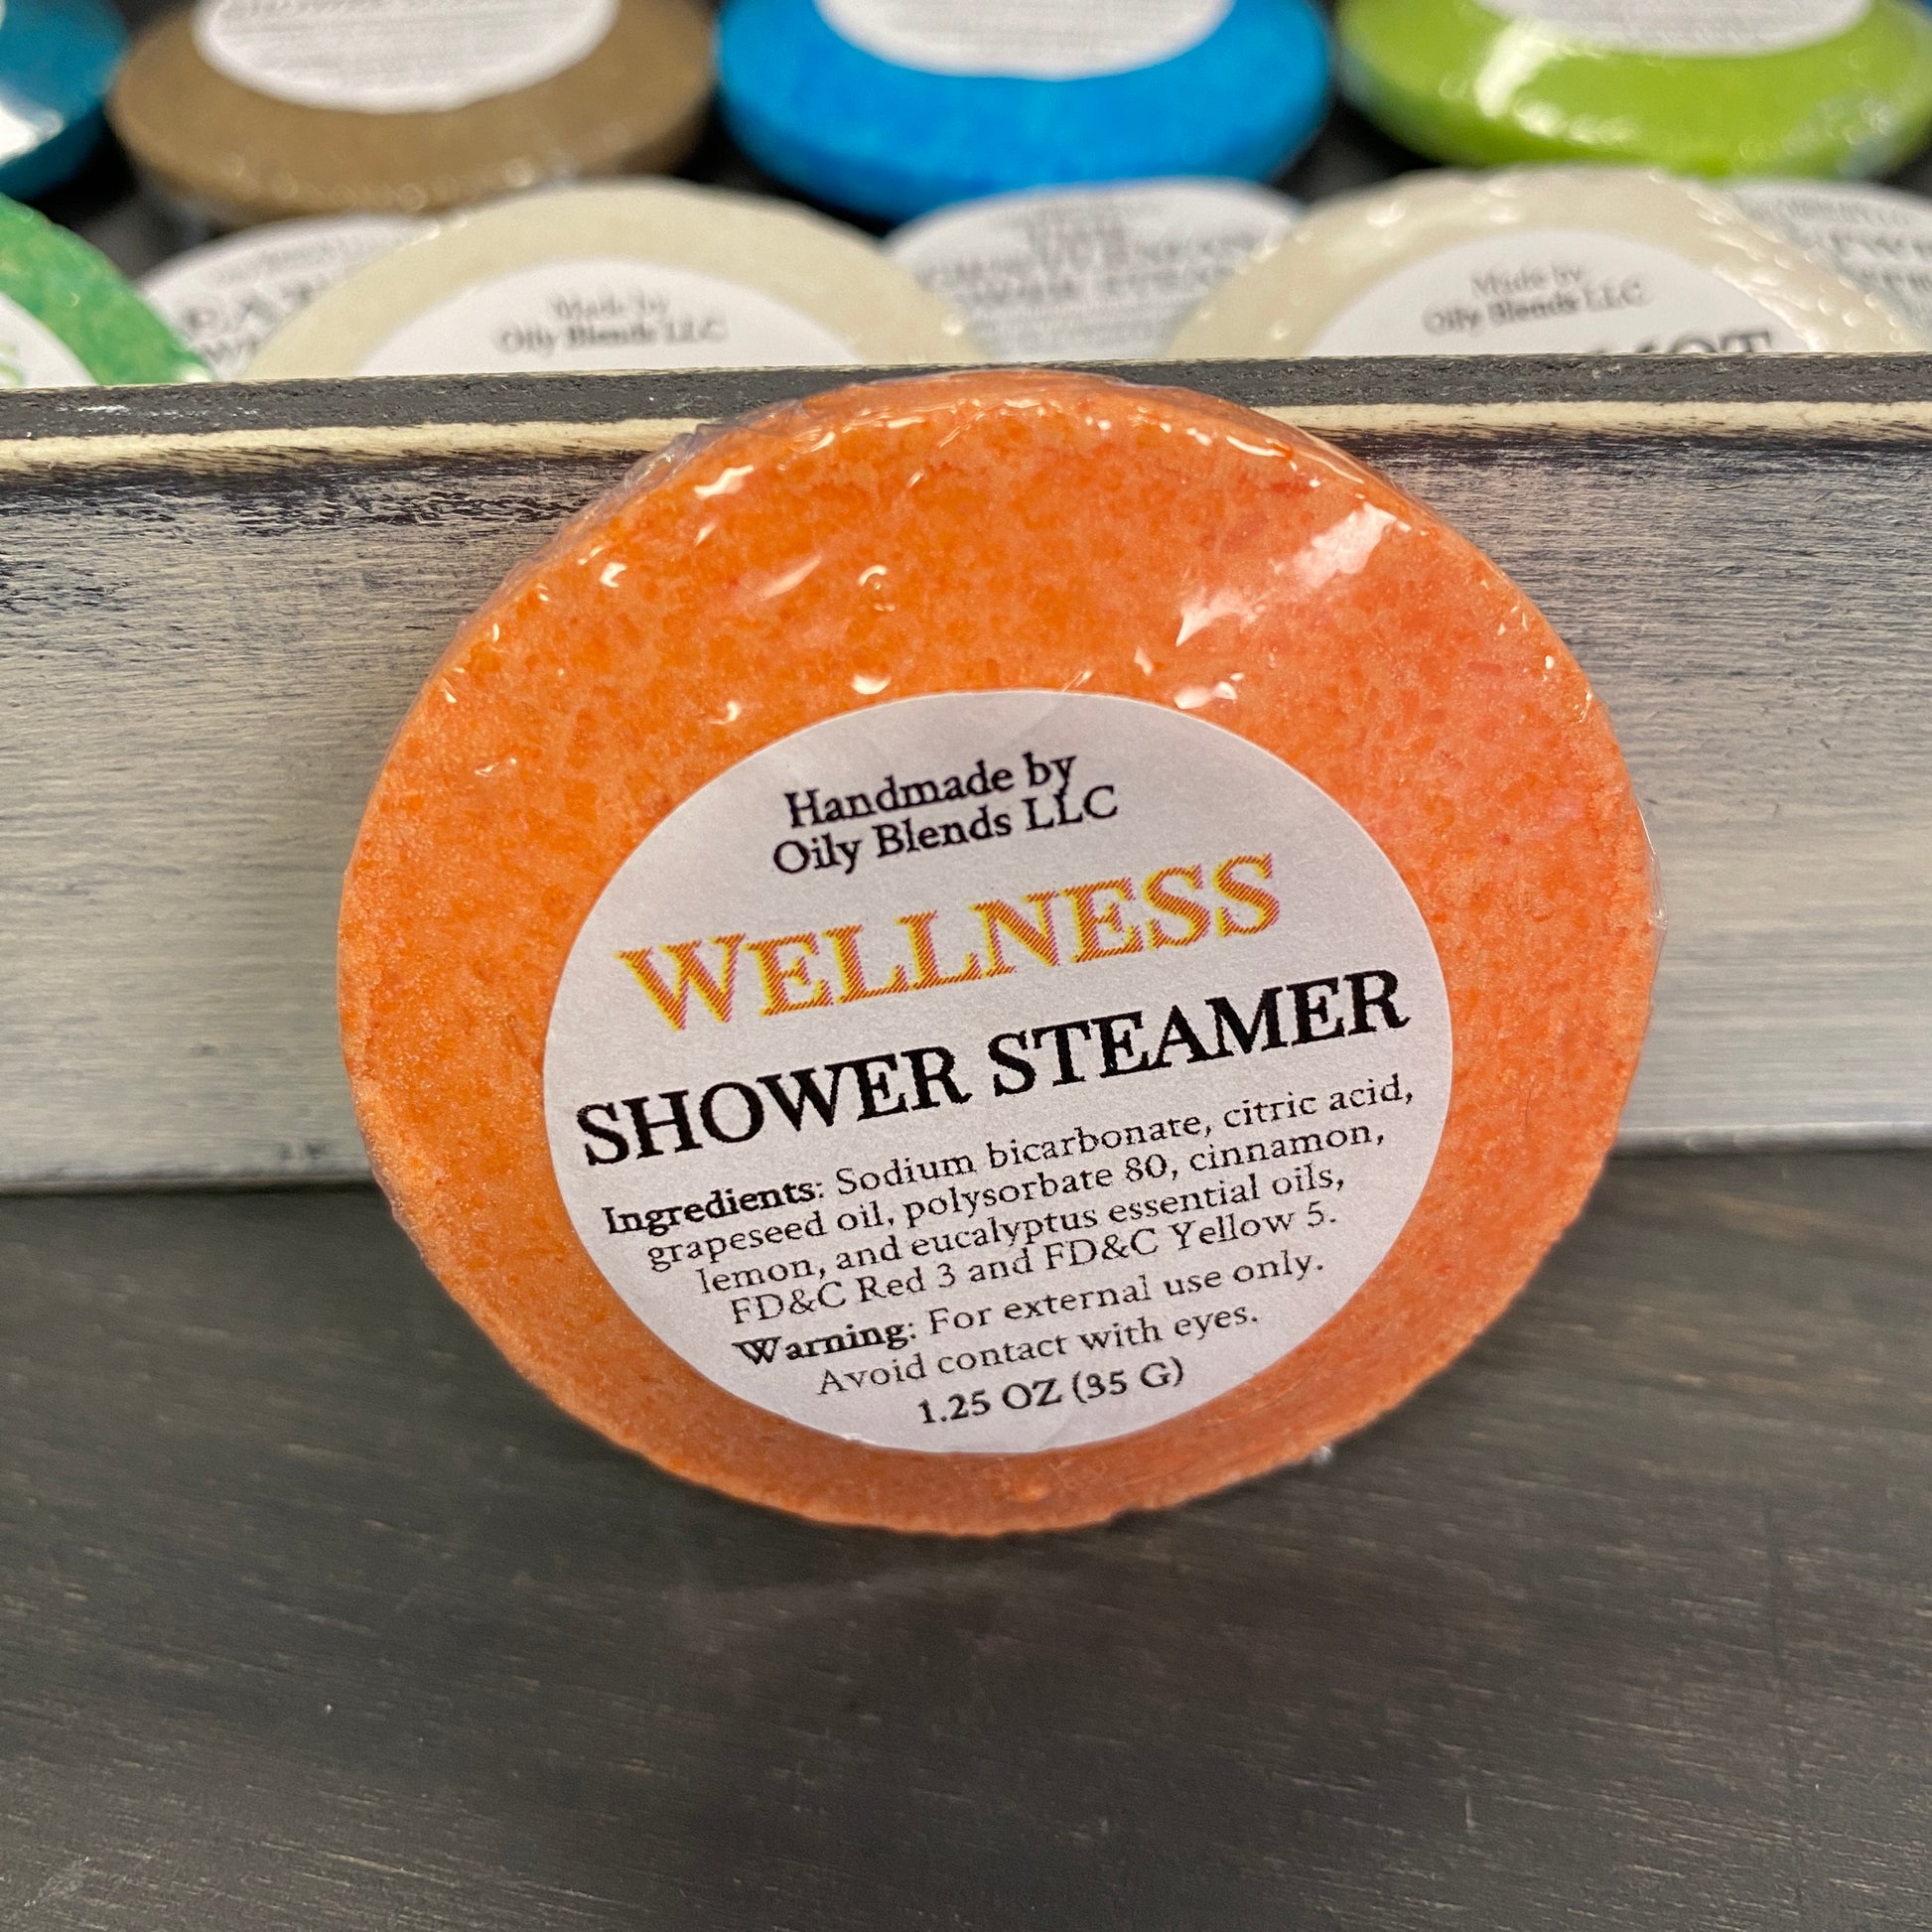 Made by
Oily Blends LLC
Made by
Oily Blends LLC
Handmade by
Oily Blends LLC
WELLNESS
SHOWER STEAMER
Ingredients: Sodium bicarbonate, citric acid,
grapeseed oil, polysorbate 80, cinnamon,
lemon, and eucalyptus essential oils,
FD&C Red 3 and FD&C Yellow 5.
Warning: For external use only.
Avoid contact with eyes.
1.25 OZ (35 G)